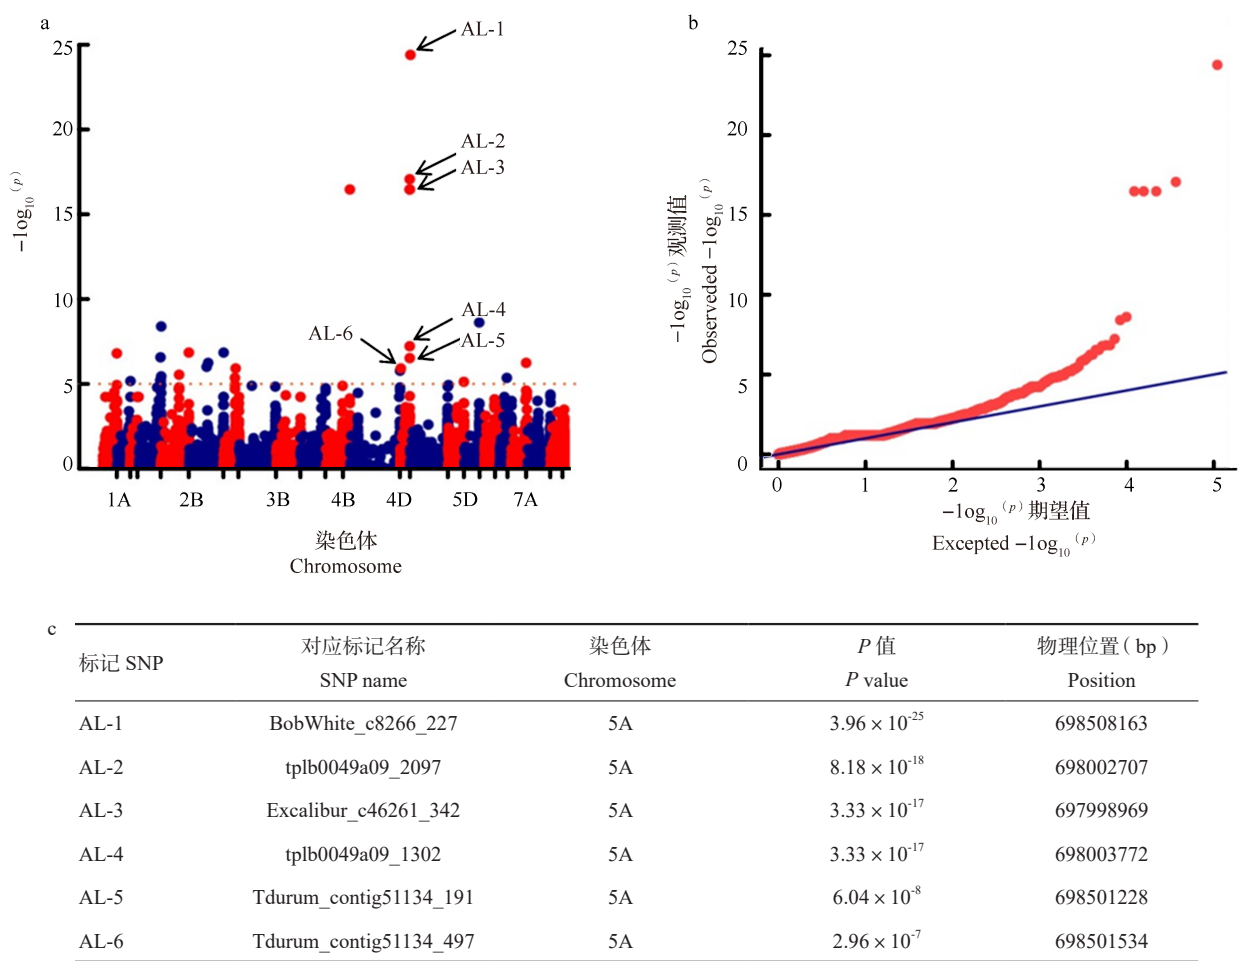 a
AL-1
AL-2
AL-3
AL-4
AL-5
AL-6
25
20
15
10
5
0
−log10(p)
1A 2B 3B 4B 4D 5D 7A
染色体
Chromosome
b
25
20
15
10
5
0
−log10(p)观测值
Observeded −log10(p)
0 1 2 3 4 5
−log10(p)期望值
Excepted −log10(p)
c
标记 SNP 对应标记名称 染色体 P 值 物理位置（bp）
SNP name Chromosome P value Position
AL-1 BobWhite_c8266_227 5A 3.96 × 10-25 698508163
AL-2 tplb0049a09_2097 5A 8.18 × 10-18 698002707
AL-3 Excalibur_c46261_342 5A 3.33 × 10-17 697998969
AL-4 tplb0049a09_1302 5A 3.33 × 10-17 698003772
AL-5 Tdurum_contig51134_191 5A 6.04 × 10-8 698501228
AL-6 Tdurum_contig51134_497 5A 2.96 × 10-7 698501534